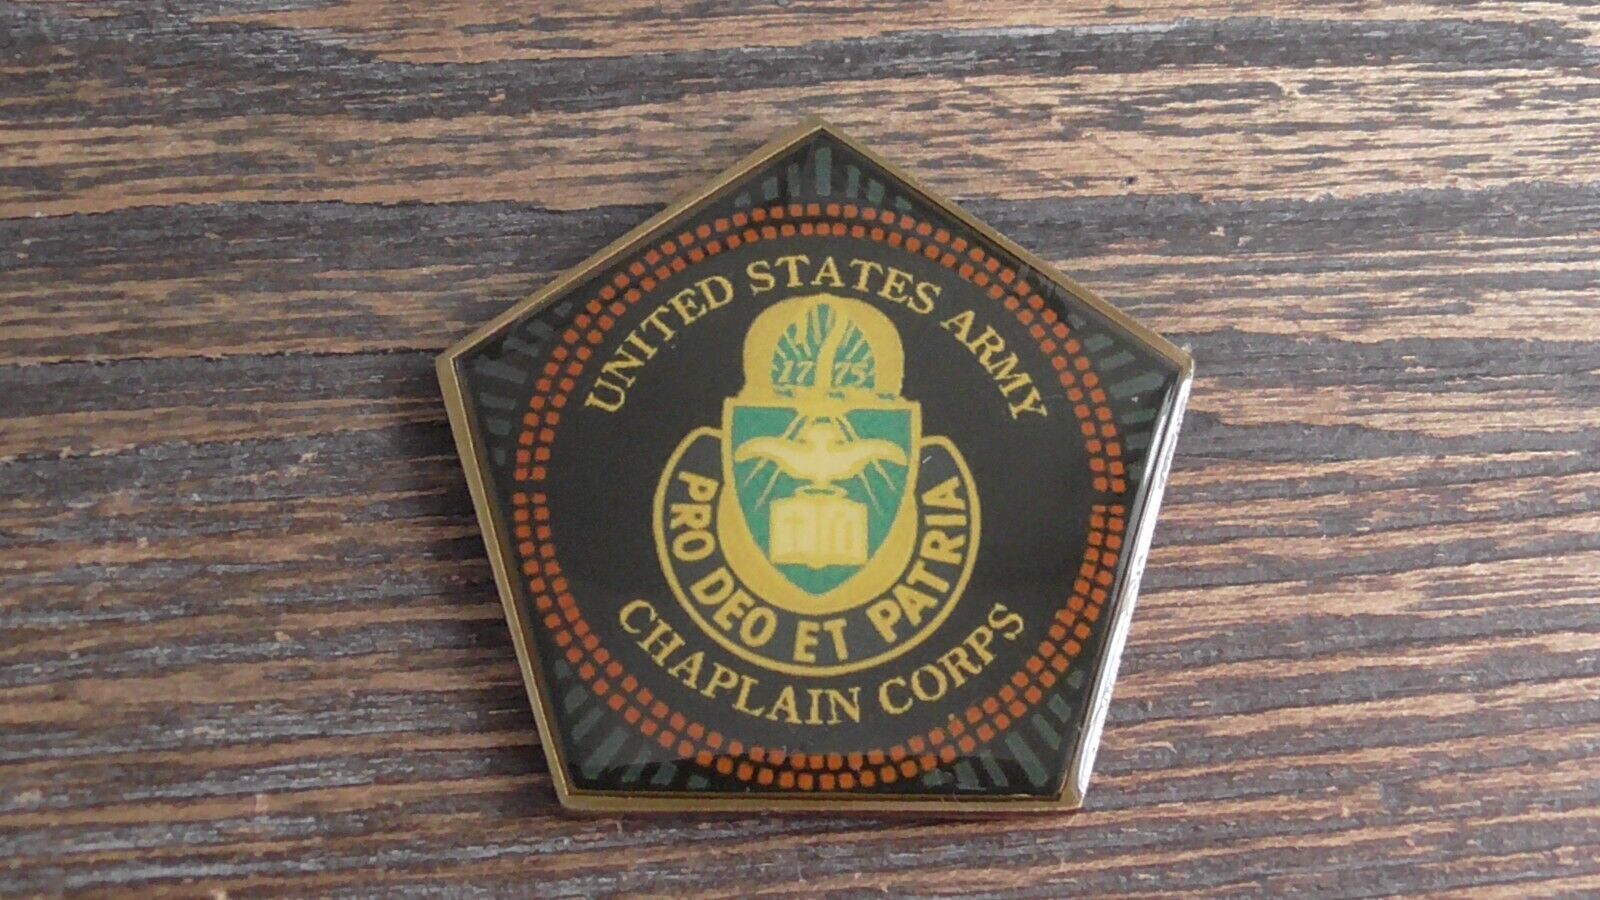 UNITED STATES ARMY
1775
PRO DEO ET PATRIA
CHAPLAIN CORPS